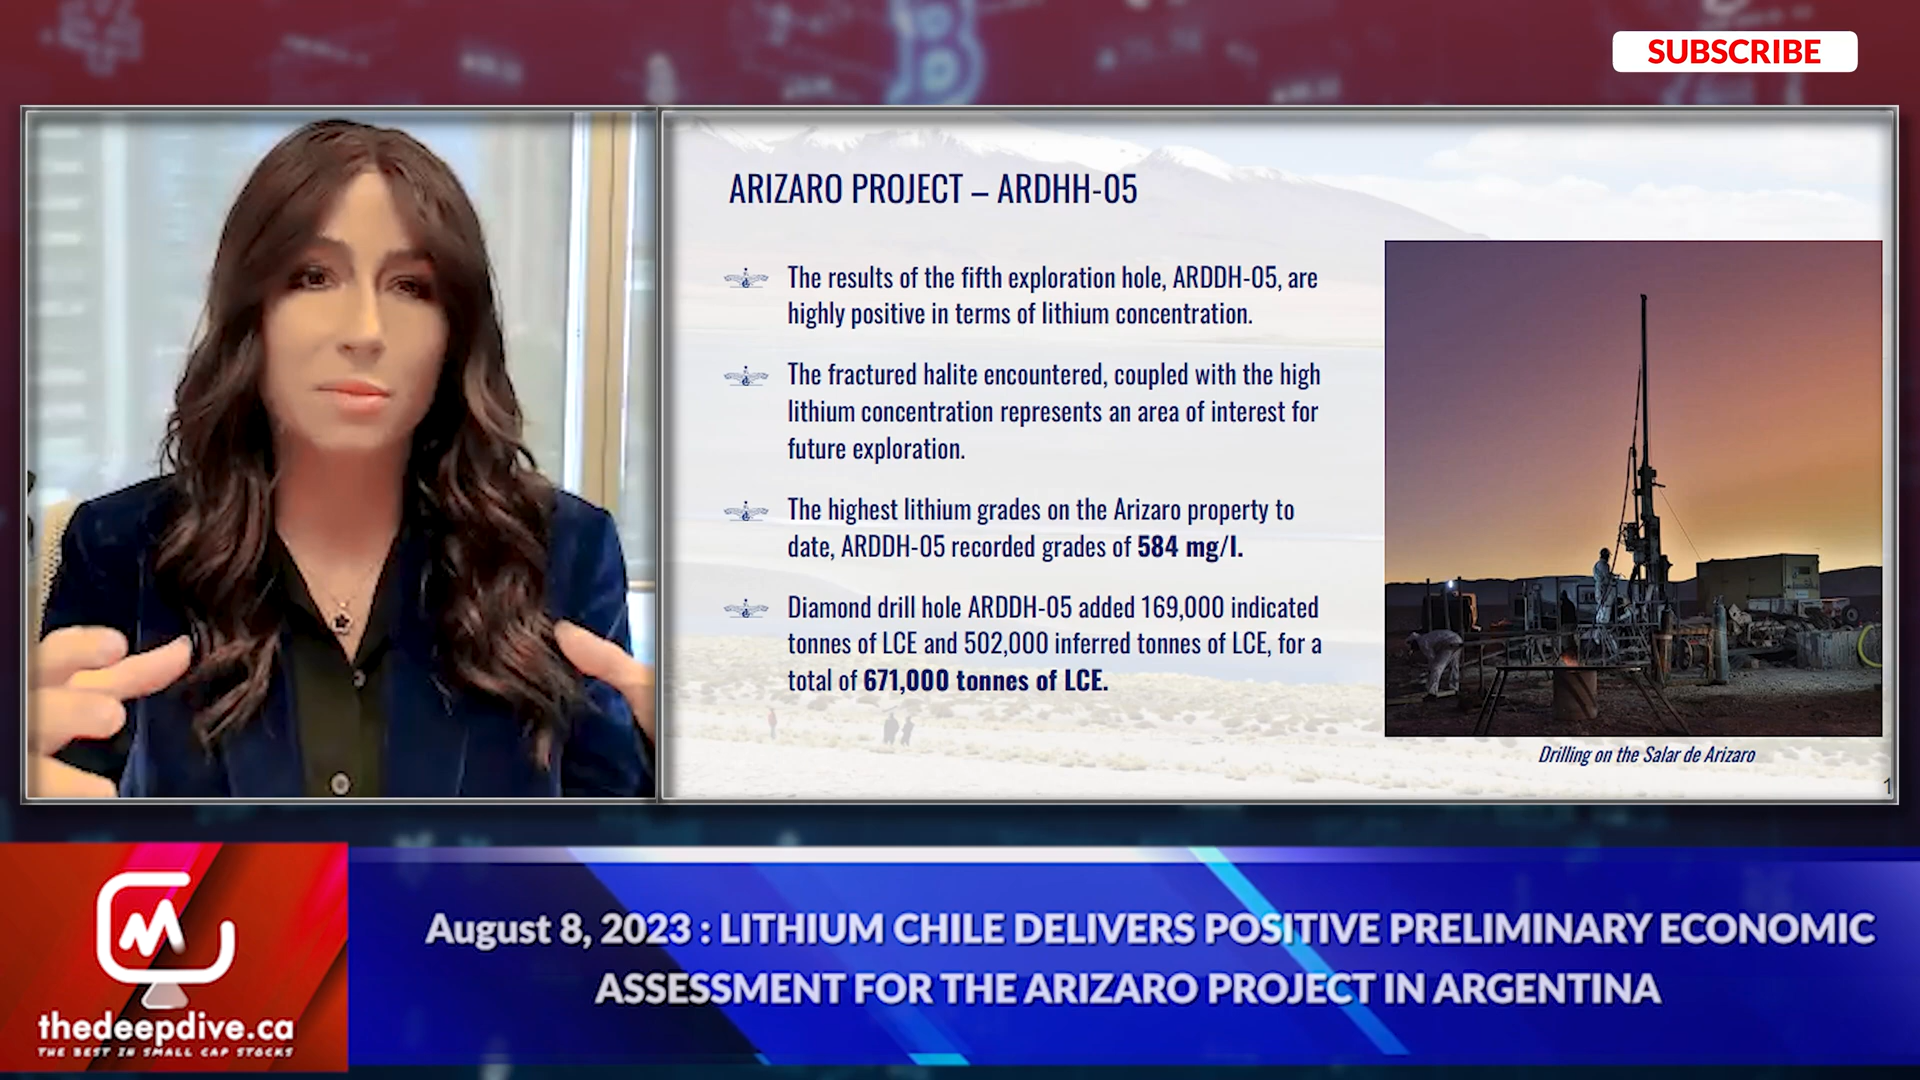 SUBSCRIBE
ARIZARO PROJECT – ARDHH-05
The results of the fifth exploration hole, ARDDH-05, are
highly positive in terms of lithium concentration.
The fractured halite encountered, coupled with the high
lithium concentration represents an area of interest for
future exploration.
The highest lithium grades on the Arizaro property to
date, ARDDH-05 recorded grades of 584 mg/l.
Diamond drill hole ARDDH-05 added 169,000 indicated
tonnes of LCE and 502,000 inferred tonnes of LCE, for a
total of 671,000 tonnes of LCE.
Drilling on the Salar de Arizaro
1
August 8, 2023 : LITHIUM CHILE DELIVERS POSITIVE PRELIMINARY ECONOMIC
ASSESSMENT FOR THE ARIZARO PROJECT IN ARGENTINA
thedeepdive.ca
THE BEST IN SMALL CAP STOCKS